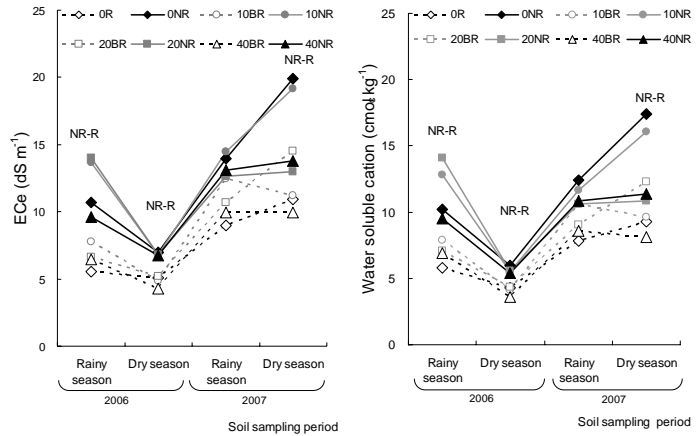 0R 0NR 10BR 10NR
20BR 20NR 40BR 40NR
ECe (dS m-1)
25
20
15
10
5
0
NR-R
NR-R
NR-R
Rainy season
Dry season
Rainy season
Dry season
2006
2007
Soil sampling period
0R 0NR 10BR 10NR
20BR 20NR 40BR 40NR
Water soluble cation (cmol kg-1)
25
20
15
10
5
0
NR-R
NR-R
NR-R
Rainy season
Dry season
Rainy season
Dry season
2006
2007
Soil sampling period